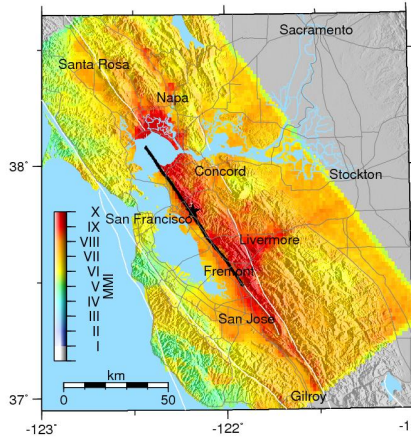 Sacramento
Santa Rosa
Napa
38°
Concord
Stockton
San Francisco
X
IX
VIII
VII
VI
V
IV
III
II
I
MMI
Livermore
Fremont
San Jose
km
0 50
Gilroy
37°
-123° -122° -1